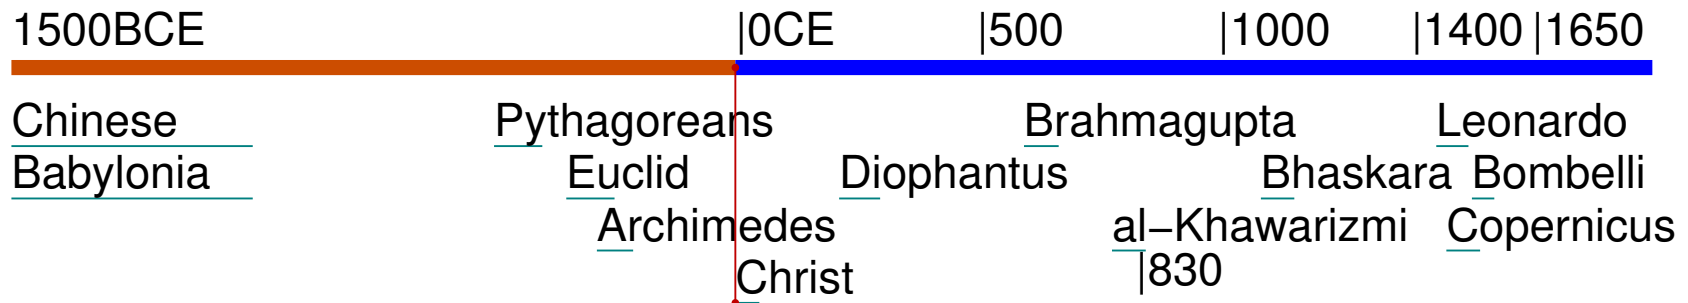 1500BCE |0CE |500 |1000 |1400 |1650
Chinese Pythagoreans Brahmagupta Leonardo
Babylonia Euclid Diophantus Bhaskara Bombelli
Archimedes al–Khawarizmi Copernicus
Christ |830